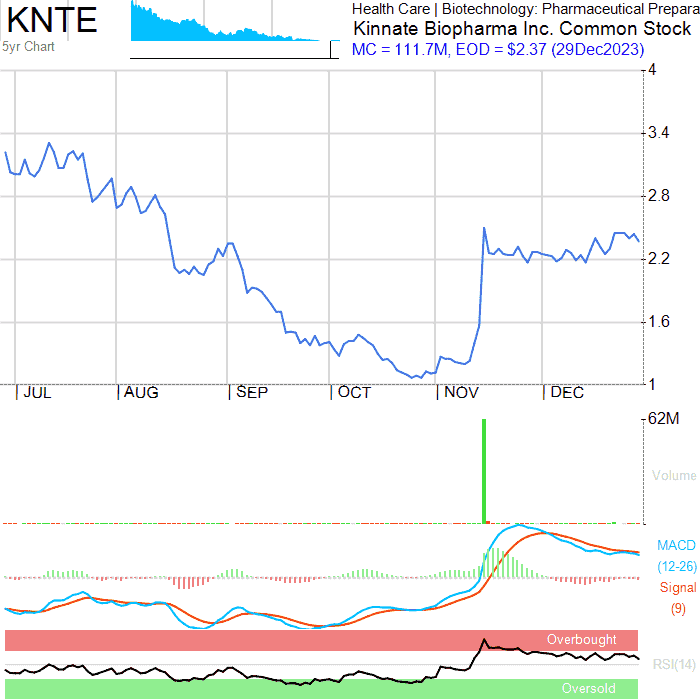 KNTE
5yr Chart
Health Care | Biotechnology: Pharmaceutical Prepara
Kinnate Biopharma Inc. Common Stock
MC = 111.7M, EOD = $2.37 (29Dec2023)
4
3.4
2.8
2.2
1.6
1
JUL
AUG
SEP
OCT
NOV
DEC
62M
Volume
MACD
(12-26)
Signal
(9)
Overbought
RSI(14)
Oversold